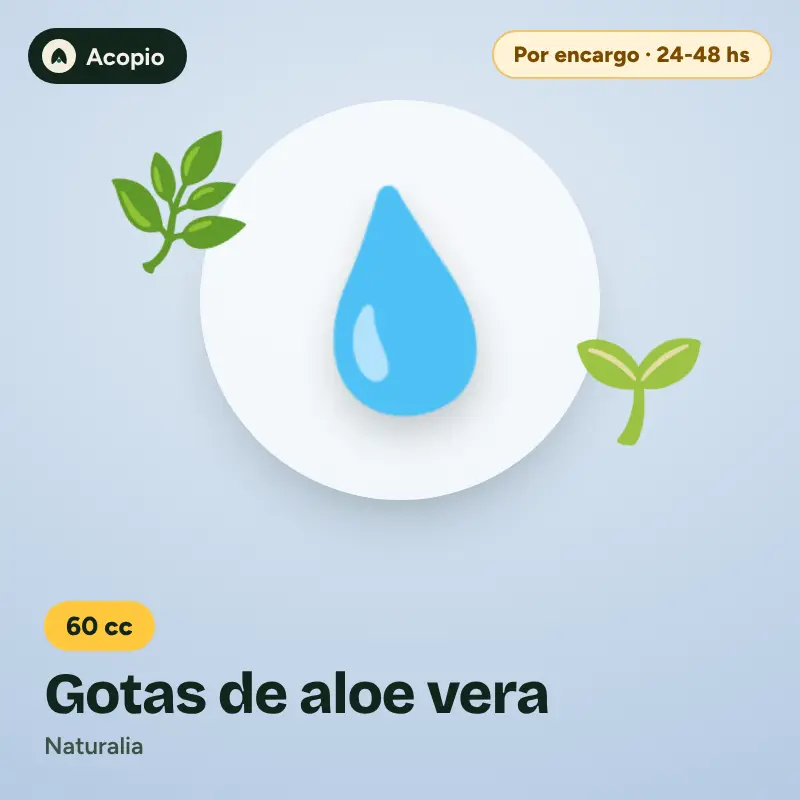 Acopio
Por encargo · 24-48 hs
60 cc
Gotas de aloe vera
Naturalia